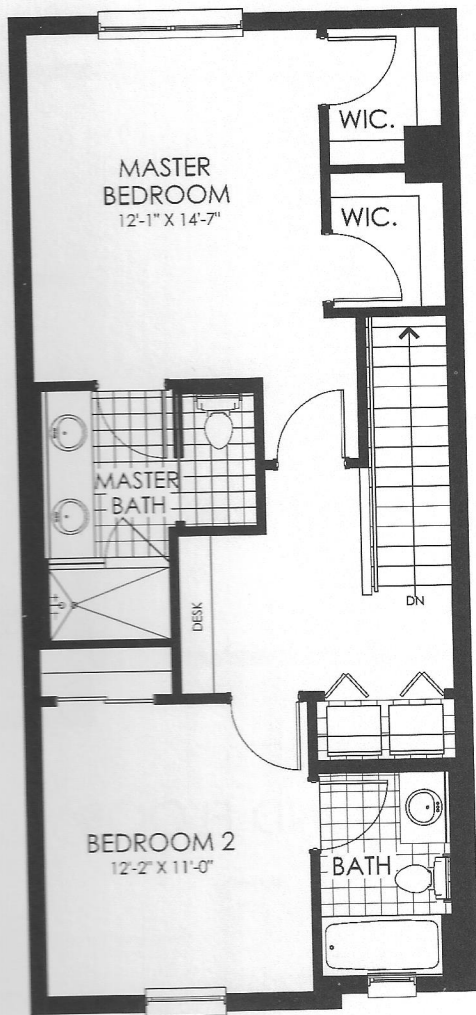 WIC.
MASTER
BEDROOM
12'-1" X 14'-7"
WIC.
MASTER
BATH
DESK
DN
BEDROOM 2
12'-2" X 11'-0"
BATH